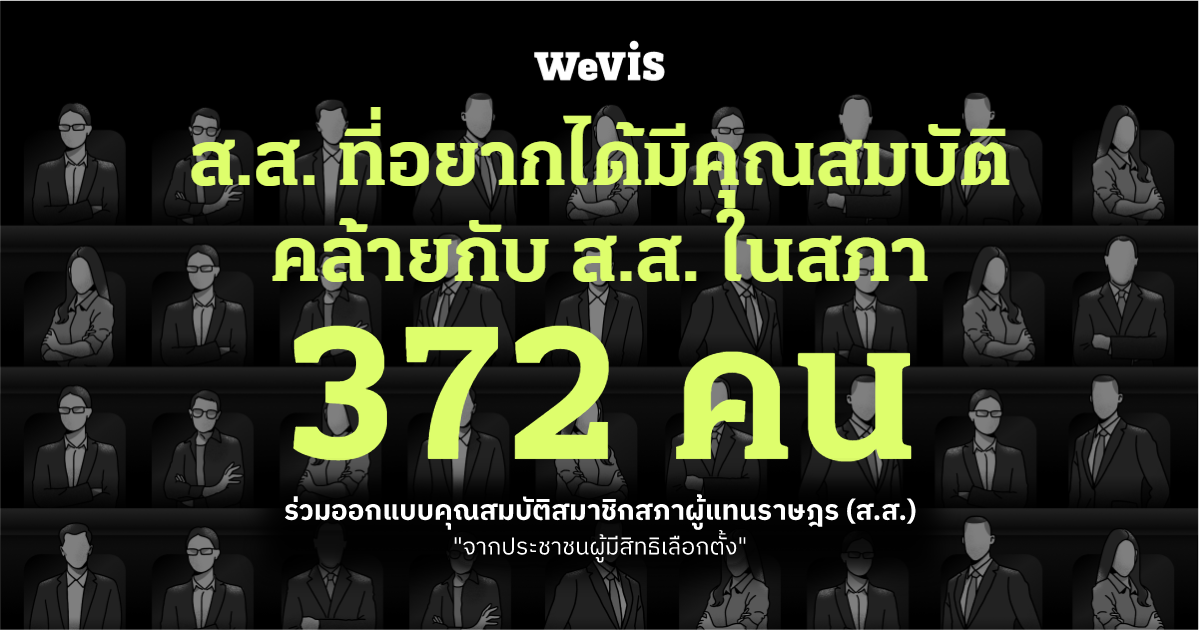 WeVIS
ส.ส. ที่อยากได้มีคุณสมบัติ
คล้ายกับ ส.ส. ในสภา
372 คน
ร่วมออกแบบคุณสมบัติสมาชิกสภาผู้แทนราษฎร (ส.ส.)
"จากประชาชนผู้มีสิทธิเลือกตั้ง"